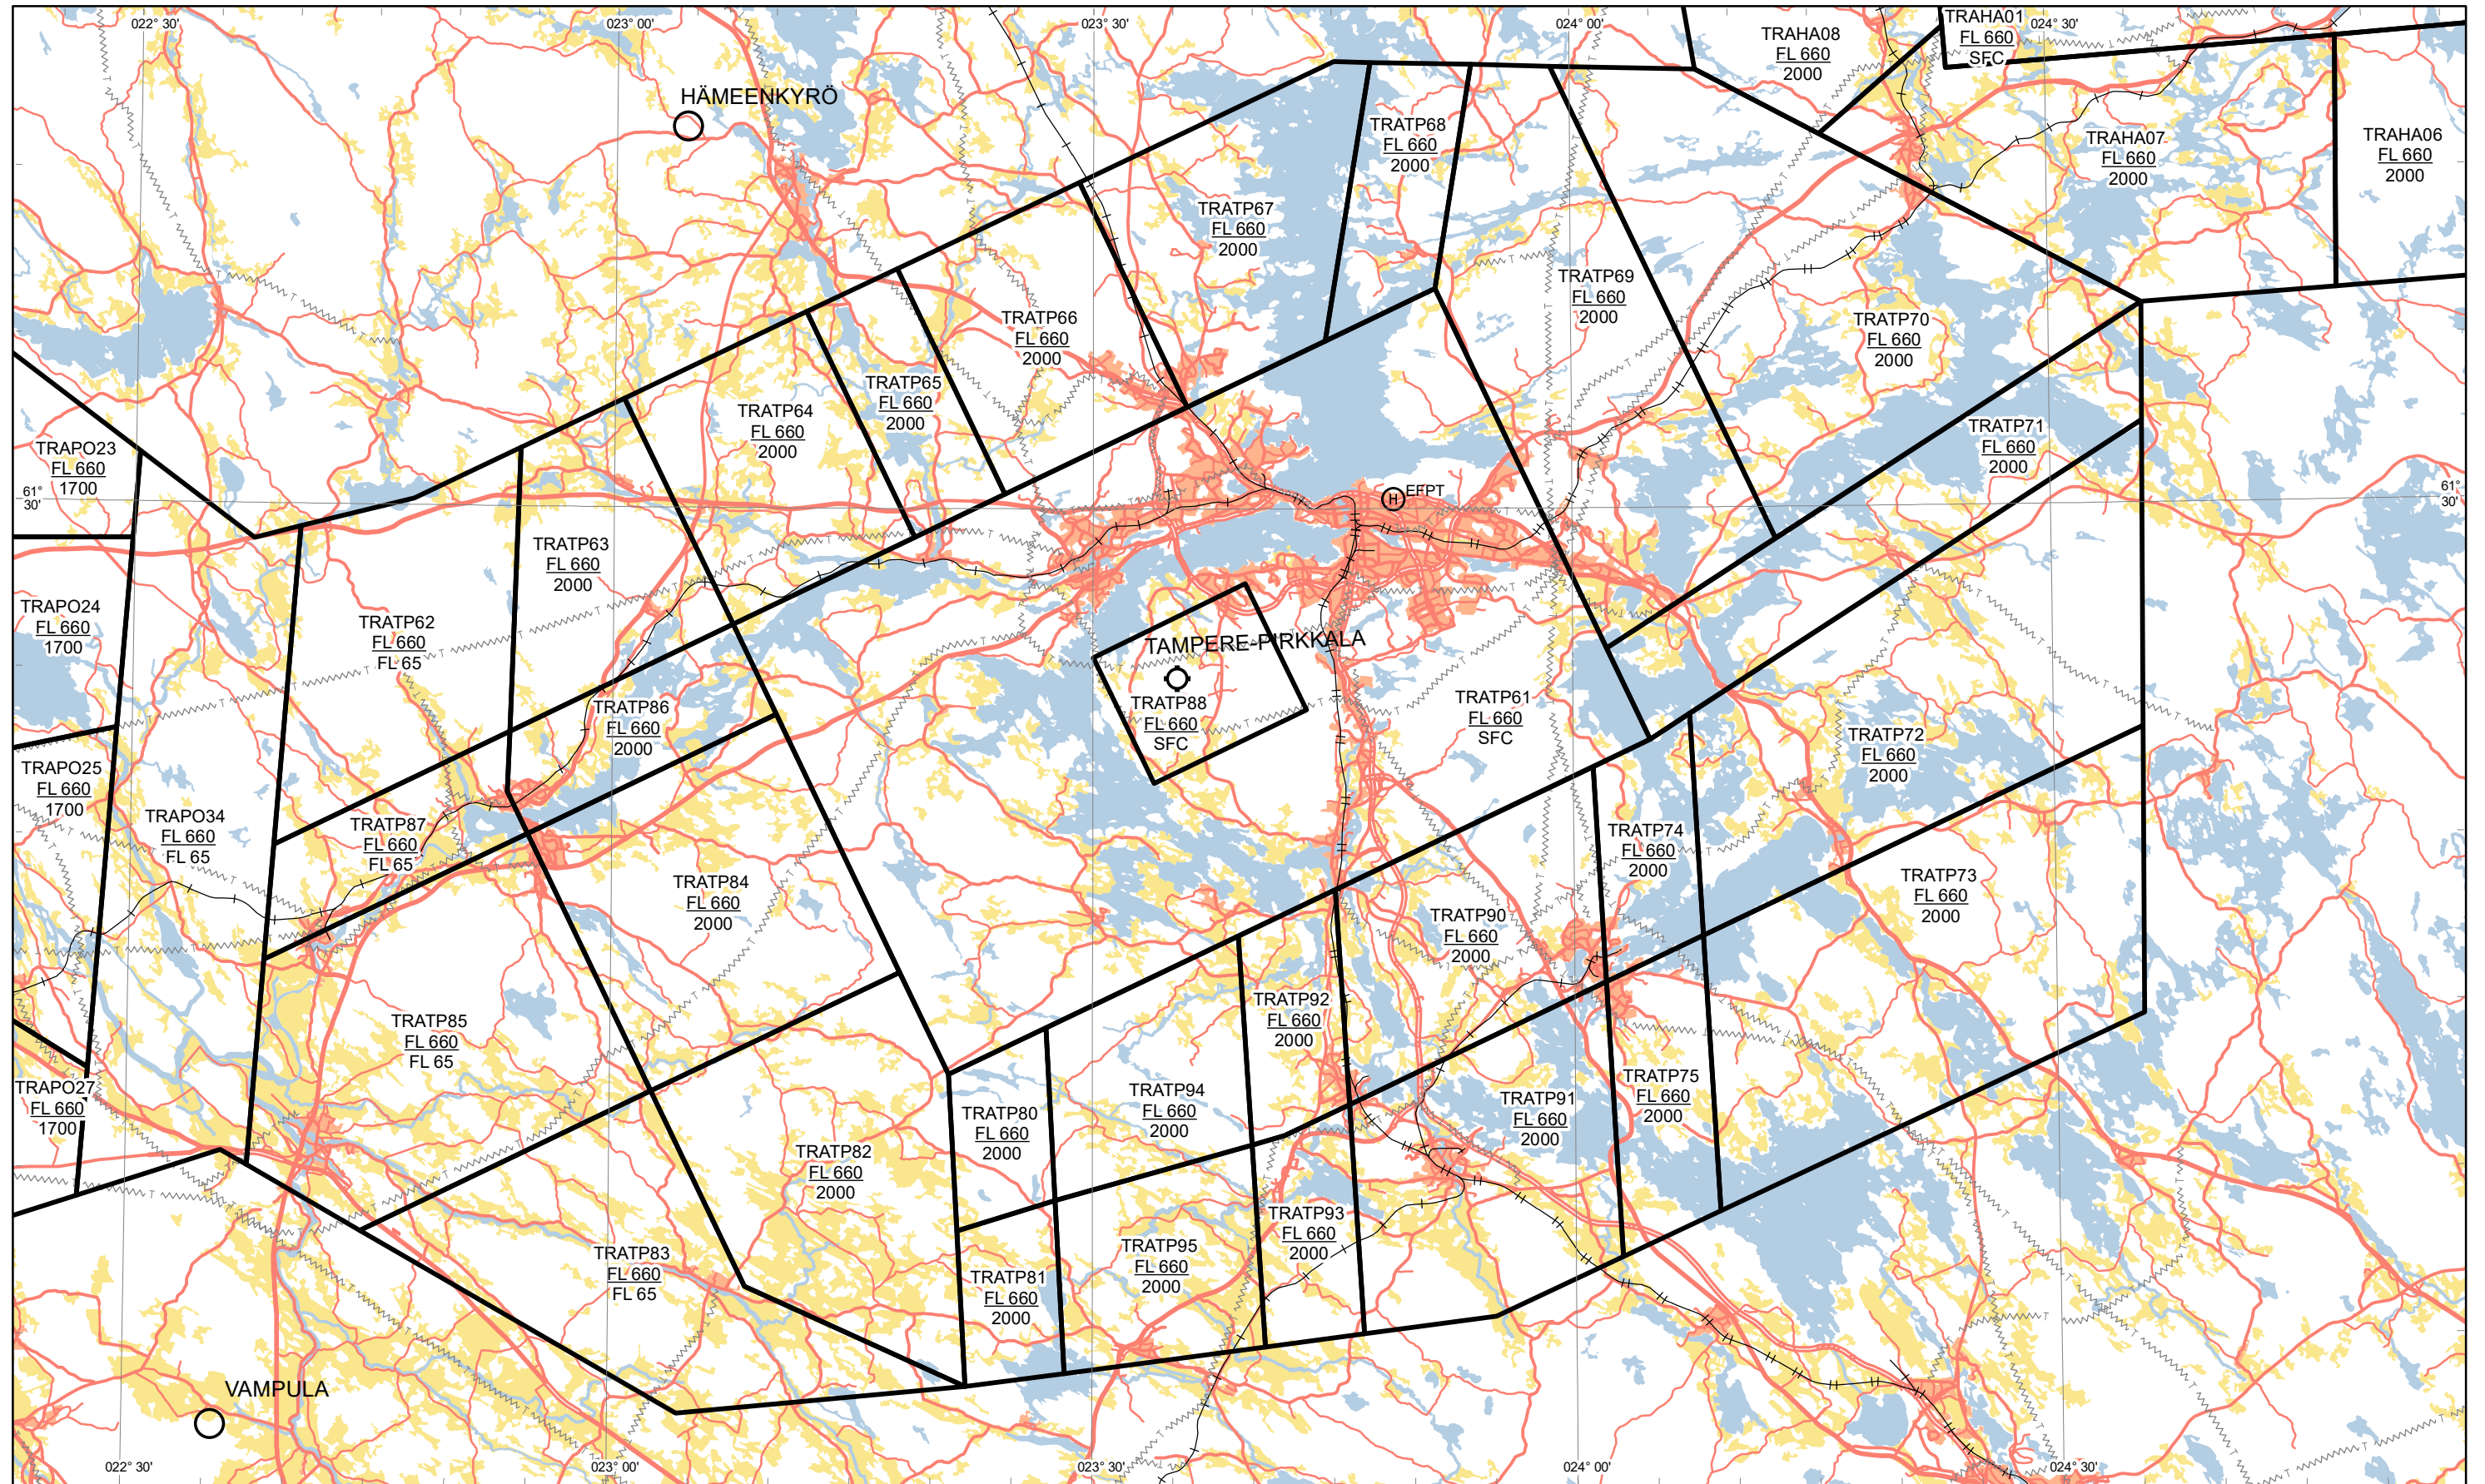 022° 30'
023° 00'
023° 30'
024° 00'
024° 30'
TRAHA01
FL 660
SFC
TRAHA08
FL 660
2000
HÄMEENKYRÖ
TRATP68
FL 660
2000
TRAHA07
FL 660
2000
TRAHA06
FL 660
2000
TRATP67
FL 660
2000
TRATP69
FL 660
2000
TRATP66
FL 660
2000
TRATP70
FL 660
2000
TRATP65
FL 660
2000
TRATP64
FL 660
2000
TRATP71
FL 660
2000
TRAPO23
FL 660
1700
61°
30'
EFPT
61°
30'
TRATP63
FL 660
2000
TRAPO24
FL 660
1700
TRATP62
FL 660
FL 65
TAMPERE-PIRKKALA
TRATP88
FL 660
SFC
TRATP61
FL 660
SFC
TRATP86
FL 660
2000
TRATP72
FL 660
2000
TRAPO25
FL 660
1700
TRAPO34
FL 660
FL 65
TRATP87
FL 660
FL 65
TRATP74
FL 660
2000
TRATP84
FL 660
2000
TRATP73
FL 660
2000
TRATP90
FL 660
2000
TRATP92
FL 660
2000
TRATP85
FL 660
FL 65
TRAPO27
FL 660
1700
TRATP80
FL 660
2000
TRATP94
FL 660
2000
TRATP91
FL 660
2000
TRATP75
FL 660
2000
TRATP82
FL 660
2000
TRATP93
FL 660
2000
TRATP83
FL 660
FL 65
TRATP95
FL 660
2000
TRATP81
FL 660
2000
VAMPULA
022° 30'
023° 00'
023° 30'
024° 00'
024° 30'